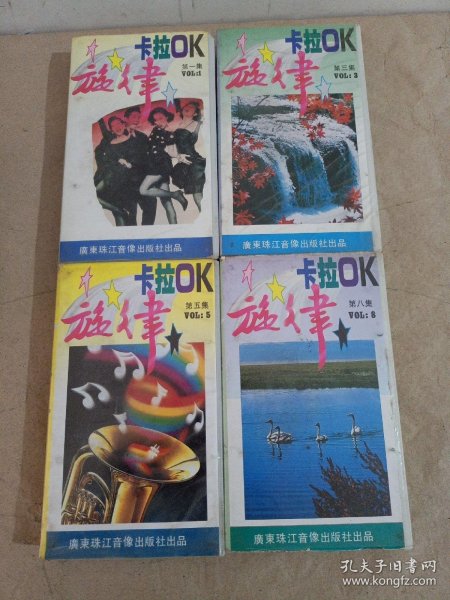 卡拉OK
旋律
第一集
VOL:1
廣東珠江音像出版社出品
卡拉OK
旋律
第三集
VOL:3
廣東珠江音像出版社出品
卡拉OK
旋律
第五集
VOL:5
廣東珠江音像出版社出品
卡拉OK
旋律
第八集
VOL:8
廣東珠江音像出版社出品
孔夫子旧书网
www.kongfz.com